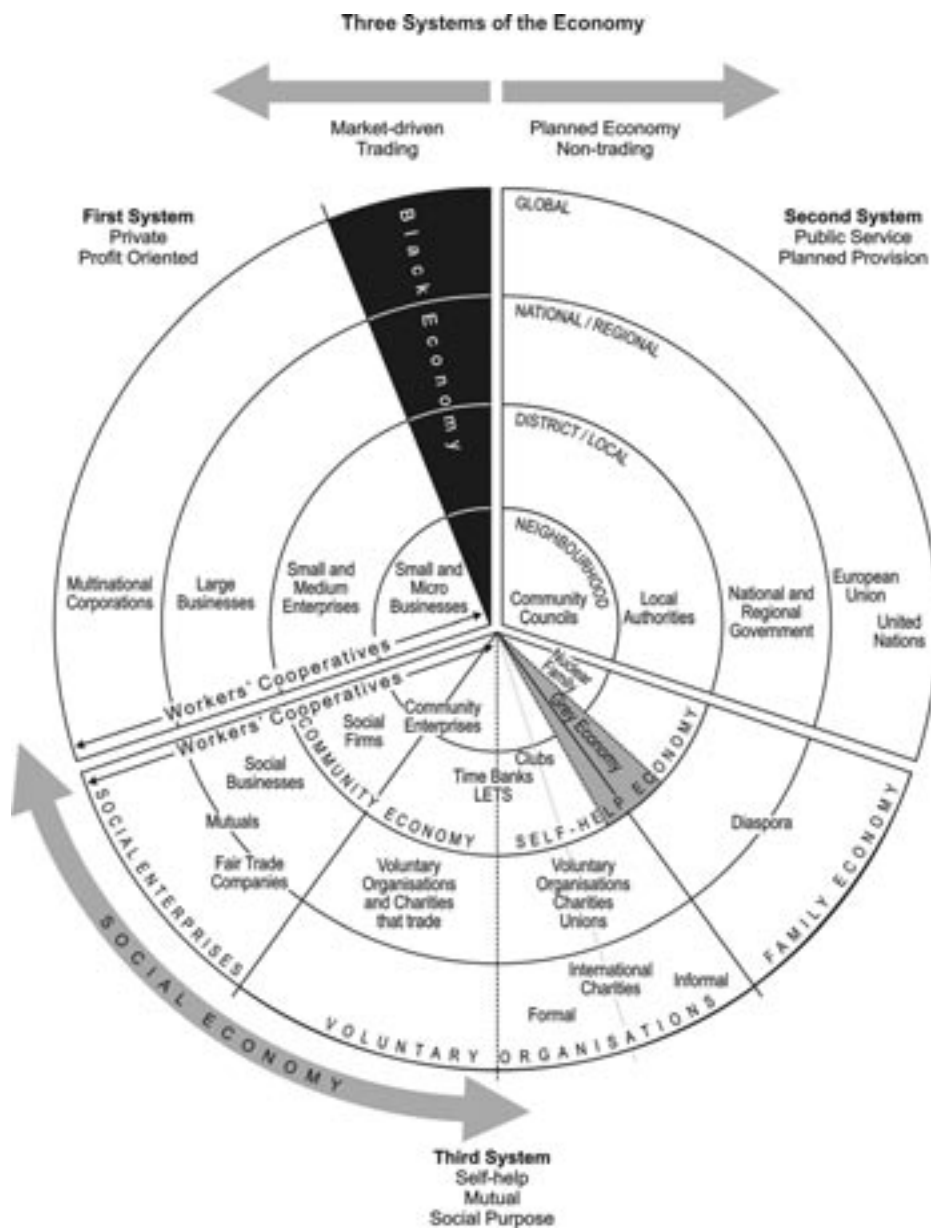 Three Systems of the Economy
Market-driven
Trading
Planned Economy
Non-trading
First System
Private
Profit Oriented
Second System
Public Service
Planned Provision
Black Economy
GLOBAL
NATIONAL / REGIONAL
DISTRICT / LOCAL
NEIGHBOURHOOD
Multinational
Corporations
Large
Businesses
Small and
Medium
Enterprises
Small and
Micro
Businesses
Community
Councils
Local
Authorities
National and
Regional
Government
European
Union
United
Nations
Workers' Cooperatives
Workers' Cooperatives
Nuclear
Family
Grey Economy
Community
Enterprises
Social
Firms
Social
Businesses
Mutuals
Fair Trade
Companies
Clubs
Time Banks
LETS
COMMUNITY ECONOMY
SELF-HELP ECONOMY
Diaspora
Voluntary
Organisations
and Charities
that trade
Voluntary
Organisations
Charities
Unions
International
Charities
Informal
Formal
SOCIAL ENTERPRISES
VOLUNTARY ORGANISATIONS
FAMILY ECONOMY
SOCIAL ECONOMY
Third System
Self-help
Mutual
Social Purpose